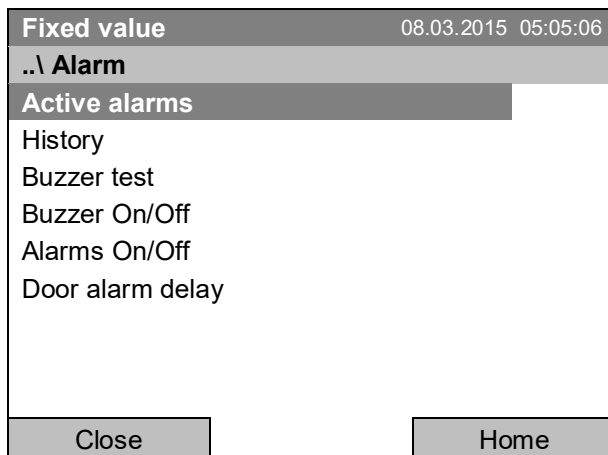 Fixed value 08.03.2015 05:05:06
..\ Alarm
Active alarms
History
Buzzer test
Buzzer On/Off
Alarms On/Off
Door alarm delay
Close Home